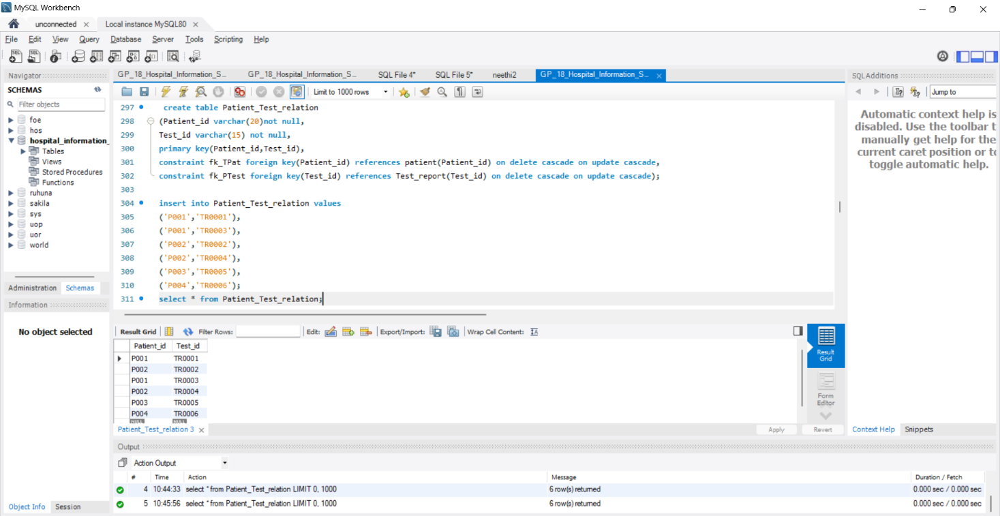 MySQL Workbench
unconnected
Local instance MySQL80
File Edit View Query Database Server Tools Scripting Help
Navigator
SCHEMAS
Filter objects
foe
hos
hospital_information_
Tables
Views
Stored Procedures
Functions
ruhuna
sakila
sys
uop
uor
world
Administration Schemas
Information
No object selected
Object Info Session
GP_18_Hospital_Information_S... GP_18_Hospital_Information_S... SQL File 4* SQL File 5* neethi2 GP_18_Hospital_Information_S...
Limit to 1000 rows
297 create table Patient_Test_relation
298 (Patient_id varchar(20)not null,
299 Test_id varchar(15) not null,
300 primary key(Patient_id,Test_id),
301 constraint fk_TPat foreign key(Patient_id) references patient(Patient_id) on delete cascade on update cascade,
302 constraint fk_PTest foreign key(Test_id) references Test_report(Test_id) on delete cascade on update cascade);
303
304 insert into Patient_Test_relation values
305 ('P001','TR0001'),
306 ('P001','TR0003'),
307 ('P002','TR0002'),
308 ('P002','TR0004'),
309 ('P003','TR0005'),
310 ('P004','TR0006');
311 select * from Patient_Test_relation;
Result Grid Filter Rows: Edit: Export/Import: Wrap Cell Content:
Patient_id Test_id
P001 TR0001
P002 TR0002
P001 TR0003
P002 TR0004
P003 TR0005
P004 TR0006
NULL NULL
Result Grid
Form Editor
Patient_Test_relation 3
Apply Revert
Output
Action Output
# Time Action Message Duration / Fetch
4 10:44:33 select * from Patient_Test_relation LIMIT 0, 1000 6 row(s) returned 0.000 sec / 0.000 sec
5 10:45:56 select * from Patient_Test_relation LIMIT 0, 1000 6 row(s) returned 0.000 sec / 0.000 sec
SQLAdditions
Jump to
Automatic context help is
disabled. Use the toolbar t
manually get help for the
current caret position or to
toggle automatic help.
Context Help Snippets